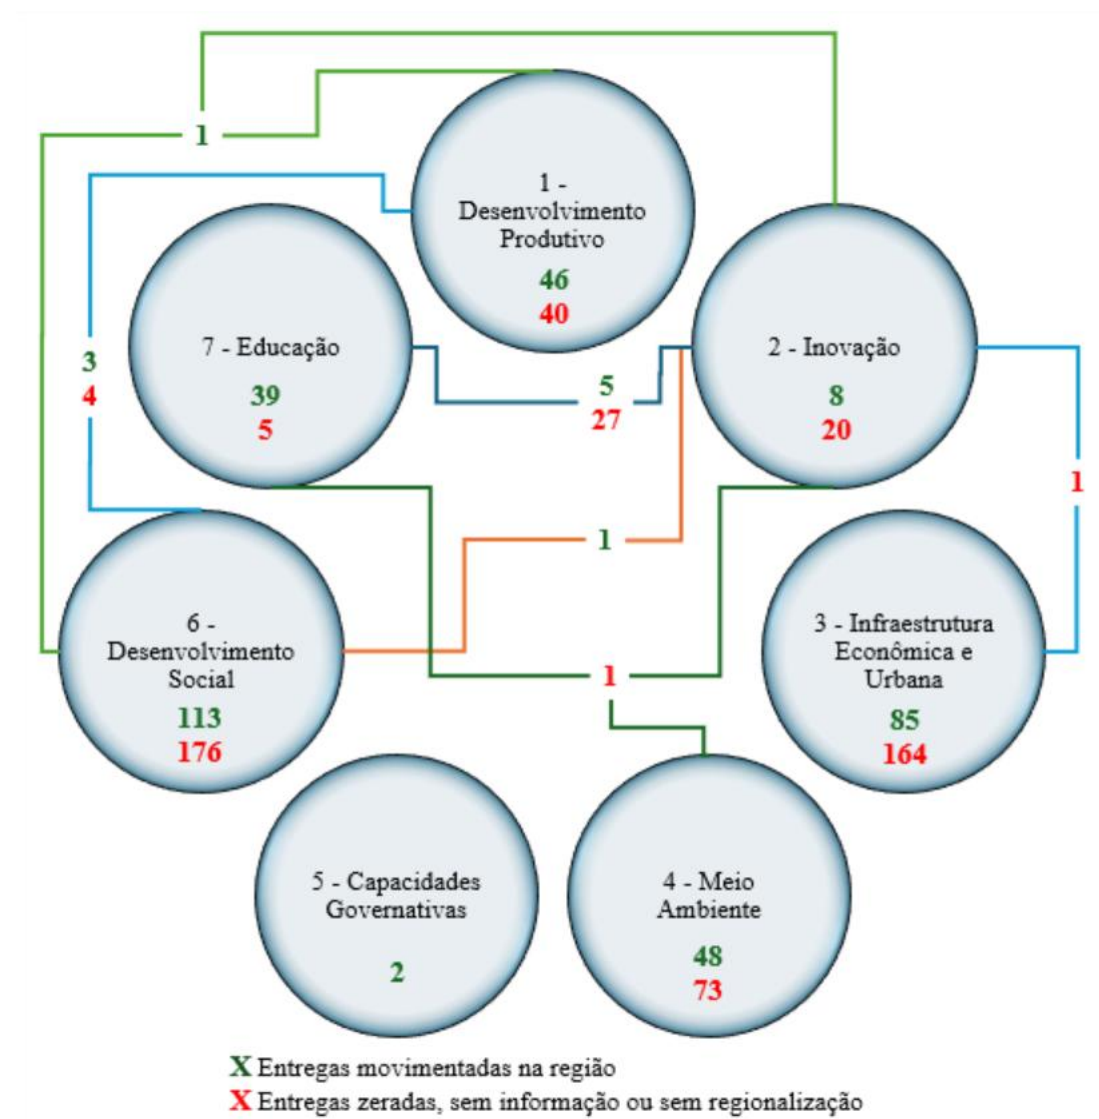 1
1 -
Desenvolvimento
Produtivo
46
40
7 - Educação
39
5
2 - Inovação
8
20
3
4
5
27
1
1
6 -
Desenvolvimento
Social
113
176
3 - Infraestrutura
Econômica e
Urbana
85
164
1
5 - Capacidades
Governativas
2
4 - Meio
Ambiente
48
73
X Entregas movimentadas na região
X Entregas zeradas, sem informação ou sem regionalização